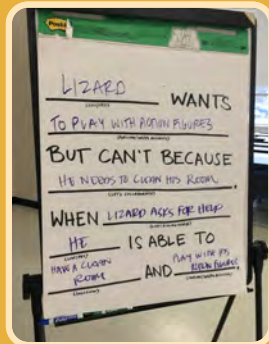 Post-it
LIZARD WANTS
TO PLAY WITH ACTION FIGURES
BUT CAN'T BECAUSE
HE NEEDS TO CLEAN HIS ROOM.
WHEN LIZARD ASKS FOR HELP
HE IS ABLE TO
HAVE A CLEAN ROOM AND PLAY WITH HIS ACTION FIGURES.